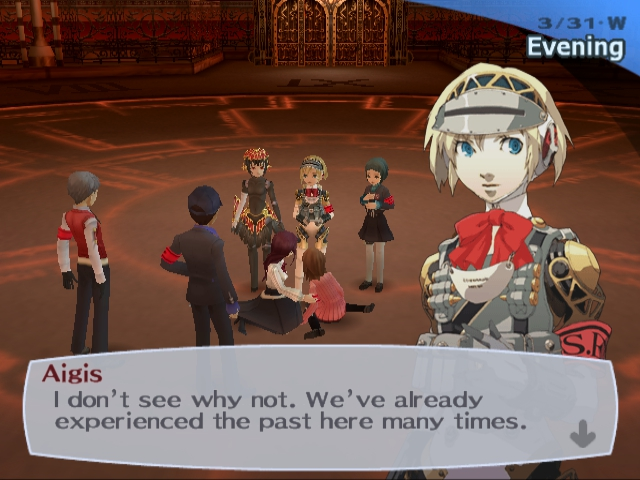 3/31·W
Evening
S.
Aigis
I don't see why not. We've already
experienced the past here many times.